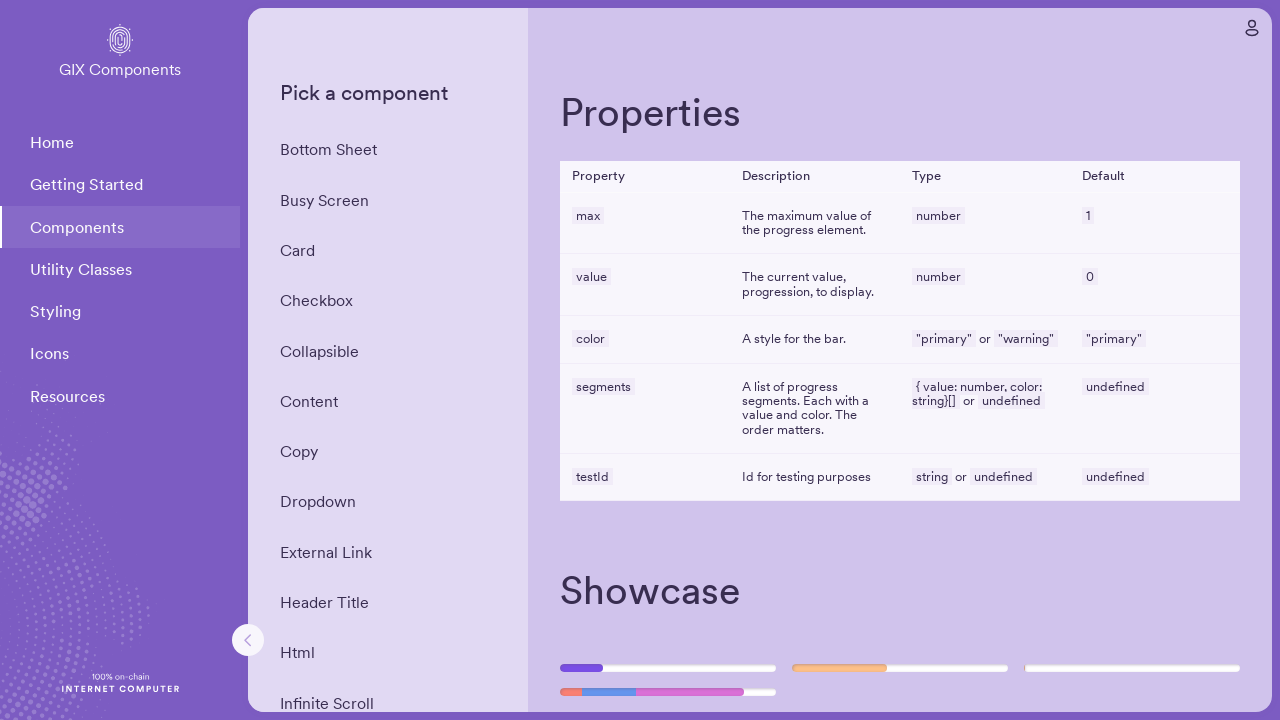 GIX Components
Home
Getting Started
Components
Utility Classes
Styling
Icons
Resources
100% on-chain
INTERNET COMPUTER
Pick a component
Bottom Sheet
Busy Screen
Card
Checkbox
Collapsible
Content
Copy
Dropdown
External Link
Header Title
Html
Infinite Scroll
Properties
Property Description Type Default
max The maximum value of number 1
the progress element.
value The current value, number 0
progression, to display.
color A style for the bar. "primary" or "warning" "primary"
segments A list of progress { value: number, color: undefined
segments. Each with a string}[] or undefined
value and color. The
order matters.
testId Id for testing purposes string or undefined undefined
Showcase